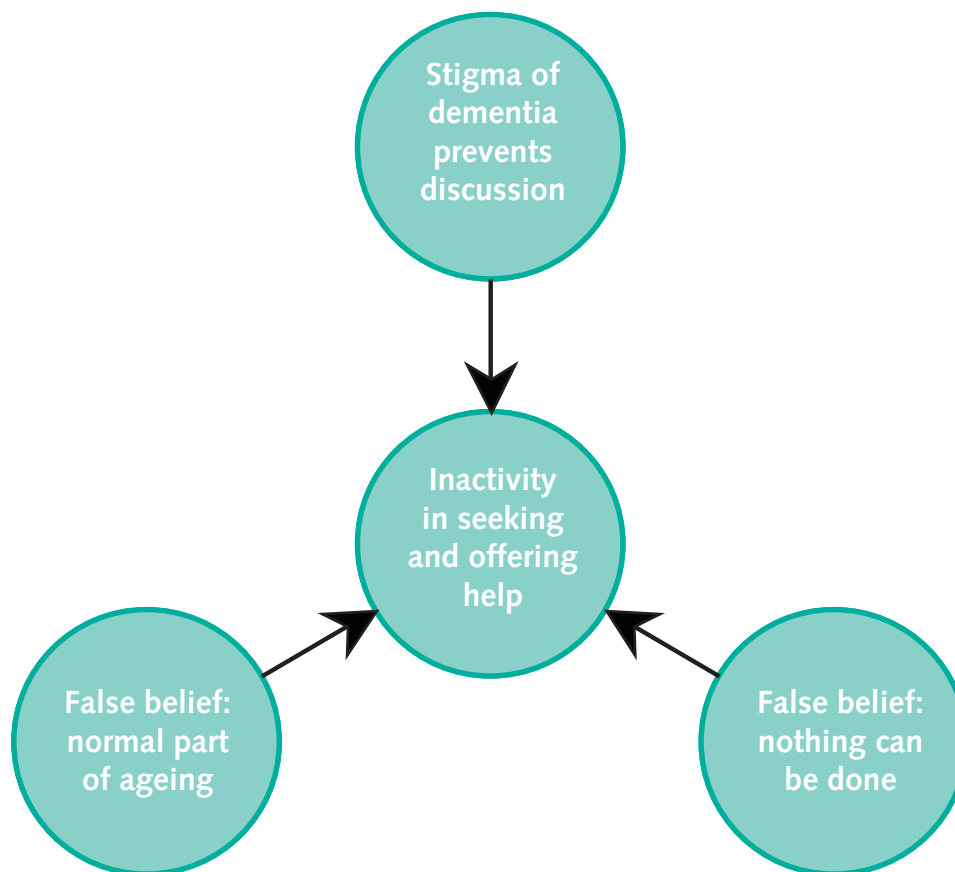 Stigma of
dementia
prevents
discussion
Inactivity
in seeking
and offering
help
False belief:
normal part
of ageing
False belief:
nothing can
be done